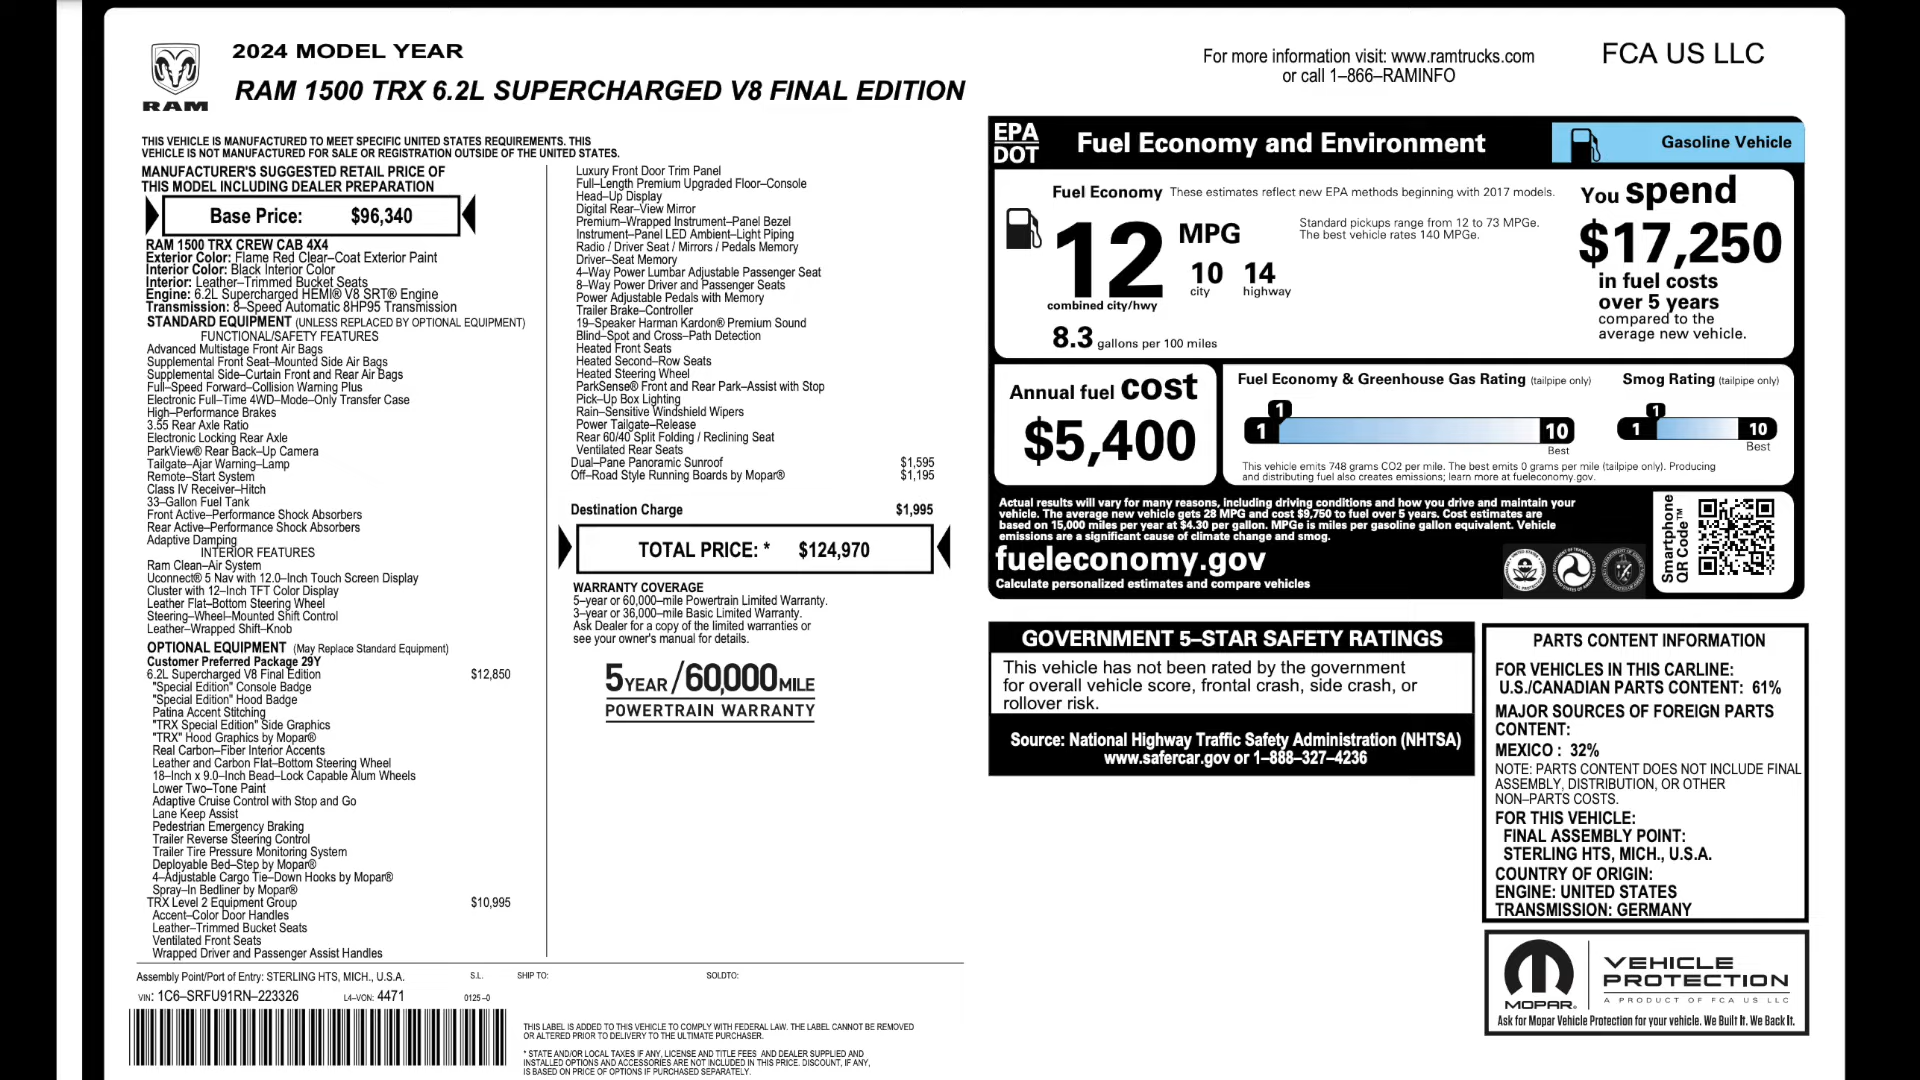 RAM
2024 MODEL YEAR
RAM 1500 TRX 6.2L SUPERCHARGED V8 FINAL EDITION
For more information visit: www.ramtrucks.com
or call 1–866–RAMINFO
FCA US LLC
THIS VEHICLE IS MANUFACTURED TO MEET SPECIFIC UNITED STATES REQUIREMENTS. THIS
VEHICLE IS NOT MANUFACTURED FOR SALE OR REGISTRATION OUTSIDE OF THE UNITED STATES.
MANUFACTURER'S SUGGESTED RETAIL PRICE OF
THIS MODEL INCLUDING DEALER PREPARATION
Base Price: $96,340
RAM 1500 TRX CREW CAB 4X4
Exterior Color: Flame Red Clear–Coat Exterior Paint
Interior Color: Black Interior Color
Interior: Leather–Trimmed Bucket Seats
Engine: 6.2L Supercharged HEMI® V8 SRT® Engine
Transmission: 8–Speed Automatic 8HP95 Transmission
STANDARD EQUIPMENT (UNLESS REPLACED BY OPTIONAL EQUIPMENT)
FUNCTIONAL/SAFETY FEATURES
Advanced Multistage Front Air Bags
Supplemental Front Seat–Mounted Side Air Bags
Supplemental Side–Curtain Front and Rear Air Bags
Full–Speed Forward–Collision Warning Plus
Electronic Full–Time 4WD–Mode–Only Transfer Case
High–Performance Brakes
3.55 Rear Axle Ratio
Electronic Locking Rear Axle
ParkView® Rear Back–Up Camera
Tailgate–Ajar Warning–Lamp
Remote–Start System
Class IV Receiver–Hitch
33–Gallon Fuel Tank
Front Active–Performance Shock Absorbers
Rear Active–Performance Shock Absorbers
Adaptive Damping
INTERIOR FEATURES
Ram Clean–Air System
Uconnect® 5 Nav with 12.0–Inch Touch Screen Display
Cluster with 12–Inch TFT Color Display
Leather Flat–Bottom Steering Wheel
Steering–Wheel–Mounted Shift Control
Leather–Wrapped Shift–Knob
OPTIONAL EQUIPMENT (May Replace Standard Equipment)
Customer Preferred Package 29Y
6.2L Supercharged V8 Final Edition $12,850
"Special Edition" Console Badge
"Special Edition" Hood Badge
Patina Accent Stitching
"TRX Special Edition" Side Graphics
"TRX" Hood Graphics by Mopar®
Real Carbon–Fiber Interior Accents
Leather and Carbon Flat–Bottom Steering Wheel
18–Inch x 9.0–Inch Bead–Lock Capable Alum Wheels
Lower Two–Tone Paint
Adaptive Cruise Control with Stop and Go
Lane Keep Assist
Pedestrian Emergency Braking
Trailer Reverse Steering Control
Trailer Tire Pressure Monitoring System
Deployable Bed–Step by Mopar®
4–Adjustable Cargo Tie–Down Hooks by Mopar®
Spray–In Bedliner by Mopar®
TRX Level 2 Equipment Group $10,995
Accent–Color Door Handles
Leather–Trimmed Bucket Seats
Ventilated Front Seats
Wrapped Driver and Passenger Assist Handles
Luxury Front Door Trim Panel
Full–Length Premium Upgraded Floor–Console
Head–Up Display
Digital Rear–View Mirror
Premium–Wrapped Instrument–Panel Bezel
Instrument–Panel LED Ambient–Light Piping
Radio / Driver Seat / Mirrors / Pedals Memory
Driver–Seat Memory
4–Way Power Lumbar Adjustable Passenger Seat
8–Way Power Driver and Passenger Seats
Power Adjustable Pedals with Memory
Trailer Brake–Controller
19–Speaker Harman Kardon® Premium Sound
Blind–Spot and Cross–Path Detection
Heated Front Seats
Heated Second–Row Seats
Heated Steering Wheel
ParkSense® Front and Rear Park–Assist with Stop
Pick–Up Box Lighting
Rain–Sensitive Windshield Wipers
Power Tailgate–Release
Rear 60/40 Split Folding / Reclining Seat
Ventilated Rear Seats
Dual–Pane Panoramic Sunroof $1,595
Off–Road Style Running Boards by Mopar® $1,195
Destination Charge $1,995
TOTAL PRICE: * $124,970
WARRANTY COVERAGE
5–year or 60,000–mile Powertrain Limited Warranty.
3–year or 36,000–mile Basic Limited Warranty.
Ask Dealer for a copy of the limited warranties or
see your owner's manual for details.
5 YEAR / 60,000 MILE
POWERTRAIN WARRANTY
EPA
DOT
Fuel Economy and Environment
Gasoline Vehicle
Fuel Economy These estimates reflect new EPA methods beginning with 2017 models.
12 MPG
Standard pickups range from 12 to 73 MPGe.
The best vehicle rates 140 MPGe.
10 14
city highway
combined city/hwy
8.3 gallons per 100 miles
You spend
$17,250
in fuel costs
over 5 years
compared to the
average new vehicle.
Annual fuel cost
$5,400
Fuel Economy & Greenhouse Gas Rating (tailpipe only)
1
1 10
Best
Smog Rating (tailpipe only)
1
1 10
Best
This vehicle emits 748 grams CO2 per mile. The best emits 0 grams per mile (tailpipe only). Producing
and distributing fuel also creates emissions; learn more at fueleconomy.gov.
Actual results will vary for many reasons, including driving conditions and how you drive and maintain your
vehicle. The average new vehicle gets 28 MPG and cost $9,750 to fuel over 5 years. Cost estimates are
based on 15,000 miles per year at $4.30 per gallon. MPGe is miles per gasoline gallon equivalent. Vehicle
emissions are a significant cause of climate change and smog.
fueleconomy.gov
Calculate personalized estimates and compare vehicles
Smartphone
QR Code™
GOVERNMENT 5–STAR SAFETY RATINGS
This vehicle has not been rated by the government
for overall vehicle score, frontal crash, side crash, or
rollover risk.
Source: National Highway Traffic Safety Administration (NHTSA)
www.safercar.gov or 1–888–327–4236
PARTS CONTENT INFORMATION
FOR VEHICLES IN THIS CARLINE:
U.S./CANADIAN PARTS CONTENT: 61%
MAJOR SOURCES OF FOREIGN PARTS
CONTENT:
MEXICO : 32%
NOTE: PARTS CONTENT DOES NOT INCLUDE FINAL
ASSEMBLY, DISTRIBUTION, OR OTHER
NON–PARTS COSTS.
FOR THIS VEHICLE:
FINAL ASSEMBLY POINT:
STERLING HTS, MICH., U.S.A.
COUNTRY OF ORIGIN:
ENGINE: UNITED STATES
TRANSMISSION: GERMANY
MOPAR®
VEHICLE
PROTECTION
A PRODUCT OF FCA US LLC
Ask for Mopar Vehicle Protection for your vehicle. We Built It. We Back It.
Assembly Point/Port of Entry: STERLING HTS, MICH., U.S.A. S.L. SHIP TO: SOLDTO:
VIN: 1C6–SRFU91RN–223326 L4–VON: 4471 0125 –0
THIS LABEL IS ADDED TO THIS VEHICLE TO COMPLY WITH FEDERAL LAW. THE LABEL CANNOT BE REMOVED
OR ALTERED PRIOR TO DELIVERY TO THE ULTIMATE PURCHASER.
* STATE AND/OR LOCAL TAXES IF ANY, LICENSE AND TITLE FEES AND DEALER SUPPLIED AND
INSTALLED OPTIONS AND ACCESSORIES ARE NOT INCLUDED IN THIS PRICE. DISCOUNT, IF ANY,
IS BASED ON PRICE OF OPTIONS IF PURCHASED SEPARATELY.